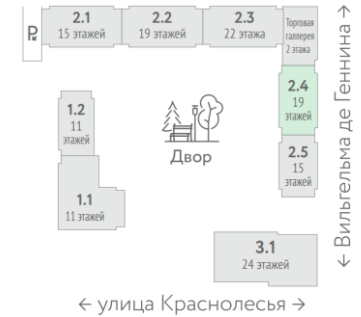 P
2.1
15 этажей
2.2
19 этажей
2.3
22 этажа
Торговая
галлерея
2 этажа
2.4
19
этажей
2.5
15
этажей
1.2
11
этажей
1.1
11 этажей
Двор
3.1
24 этажей
← улица Краснолесья →
← Вильгельма де Геннина →